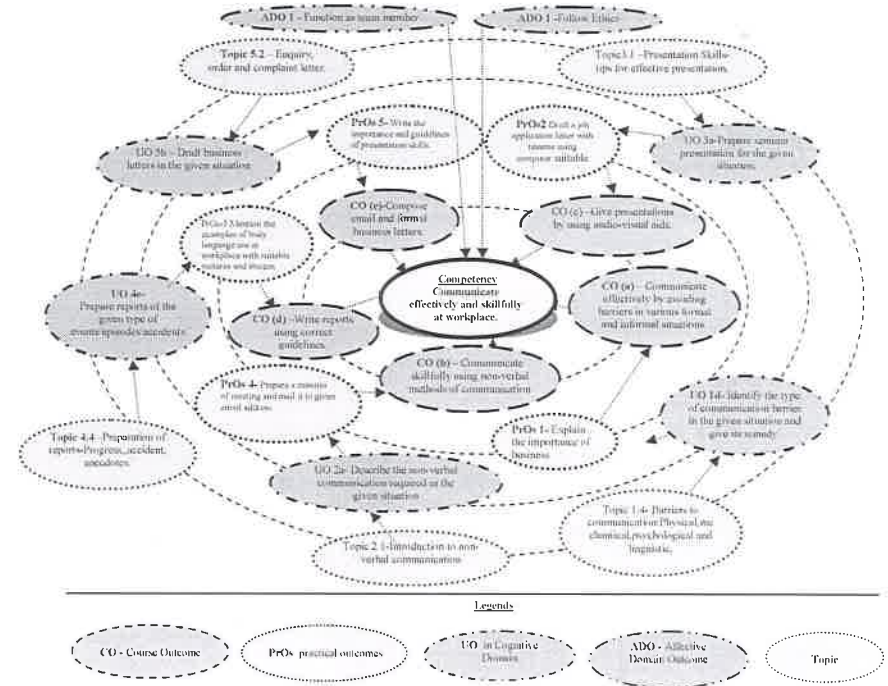 ADO 1 - Function as team member
ADO 1 -Follow Ethics
Topic 5.2 – Enquiry,
order and complaint letter.
Topic3.1 –Presentation Skills-
tips for effective presentation.
PrOs 5- Write the
importance and guidelines
of presentation skills.
PrOs2 Draft a job
application letter with
resume using
computer suitable.
UO 5b – Draft business
letters in the given situation
UO 3a-Prepare
presentation for the given
situation.
CO (e)-Compose
email and formal
business letters.
CO (c) – Give presentations
by using audio-visual aids.
PrOs-3 Mention the
examples of body
language use at
workplace with suitable
pictures and
Competency
Communicate
effectively and skillfully
at workplace.
CO (a) – Communicate
effectively by avoiding
barriers in various formal
and informal situations.
UO 4c-
Prepare reports of the
given type of
events/episodes/accidents.
CO (d) –Write reports
using correct
guidelines.
CO (b) – Communicate
skillfully using non-verbal
methods of communication
PrOs 4- Prepare a minutes
of meeting and mail it to given
email address.
UO 1d- Identify the type
of communication barrier
in the given situation and
give its remedy
PrOs 1- Explain
the importance of
business
Topic 4.4 –Preparation of
reports-Progress, accident,
anecdotes
UO 2a- Describe the non-verbal
communication required in the
given situation
Topic 1.4- Barriers to
communication:Physical,
chemical,psychological and
linguistic.
Topic 2.1-Introduction to non-
verbal communication
Legends
CO - Course Outcome
PrOs practical outcomes
UO in Cognitive
Domain
ADO - Affective
Domain Outcome
Topic